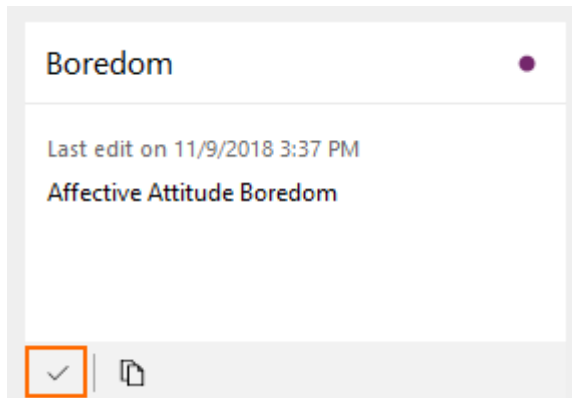 Boredom
Last edit on 11/9/2018 3:37 PM
Affective Attitude Boredom